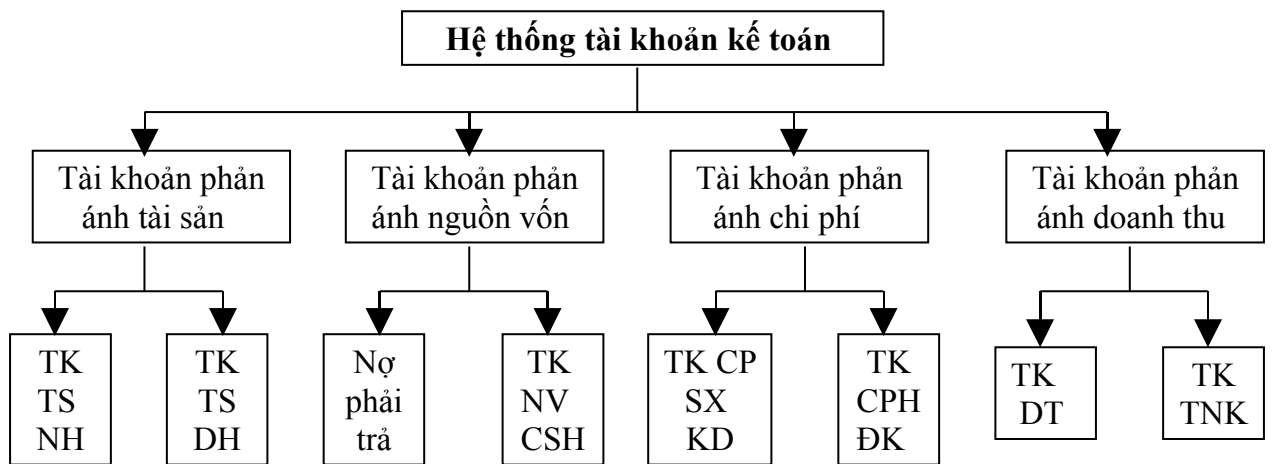 Hệ thống tài khoản kế toán
Tài khoản phản
ánh tài sản
Tài khoản phản
ánh nguồn vốn
Tài khoản phản
ánh chi phí
Tài khoản phản
ánh doanh thu
TK
TS
NH
TK
TS
DH
Nợ
phải
trả
TK
NV
CSH
TK CP
SX
KD
TK
CPH
ĐK
TK
DT
TK
TNK